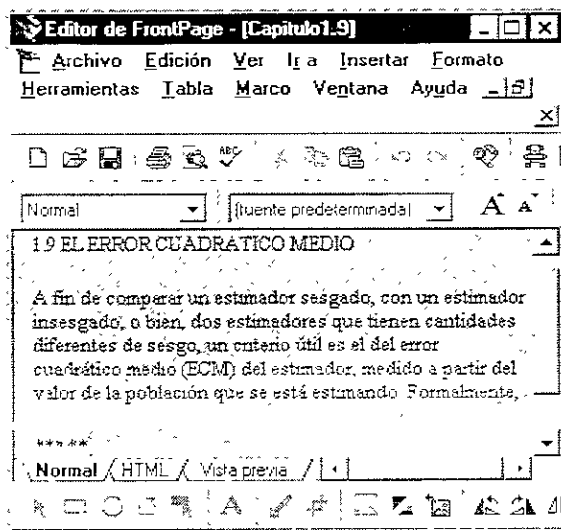 Editor de FrontPage - [Capitulo1.9]
Archivo Edición Ver Ir a Insertar Formato
Herramientas Tabla Marco Ventana Ayuda
ABC
Normal (fuente predeterminada) A A
1.9 EL ERROR CUADRATICO MEDIO
A fin de comparar un estimador sesgado, con un estimador
insesgado, o bien, dos estimadores que tienen cantidades
diferentes de sesgo, un criterio útil es el del error
cuadrático medio (ECM) del estimador, medido a partir del
valor de la población que se está estimando. Formalmente,
*****
Normal HTML Vista previa
A